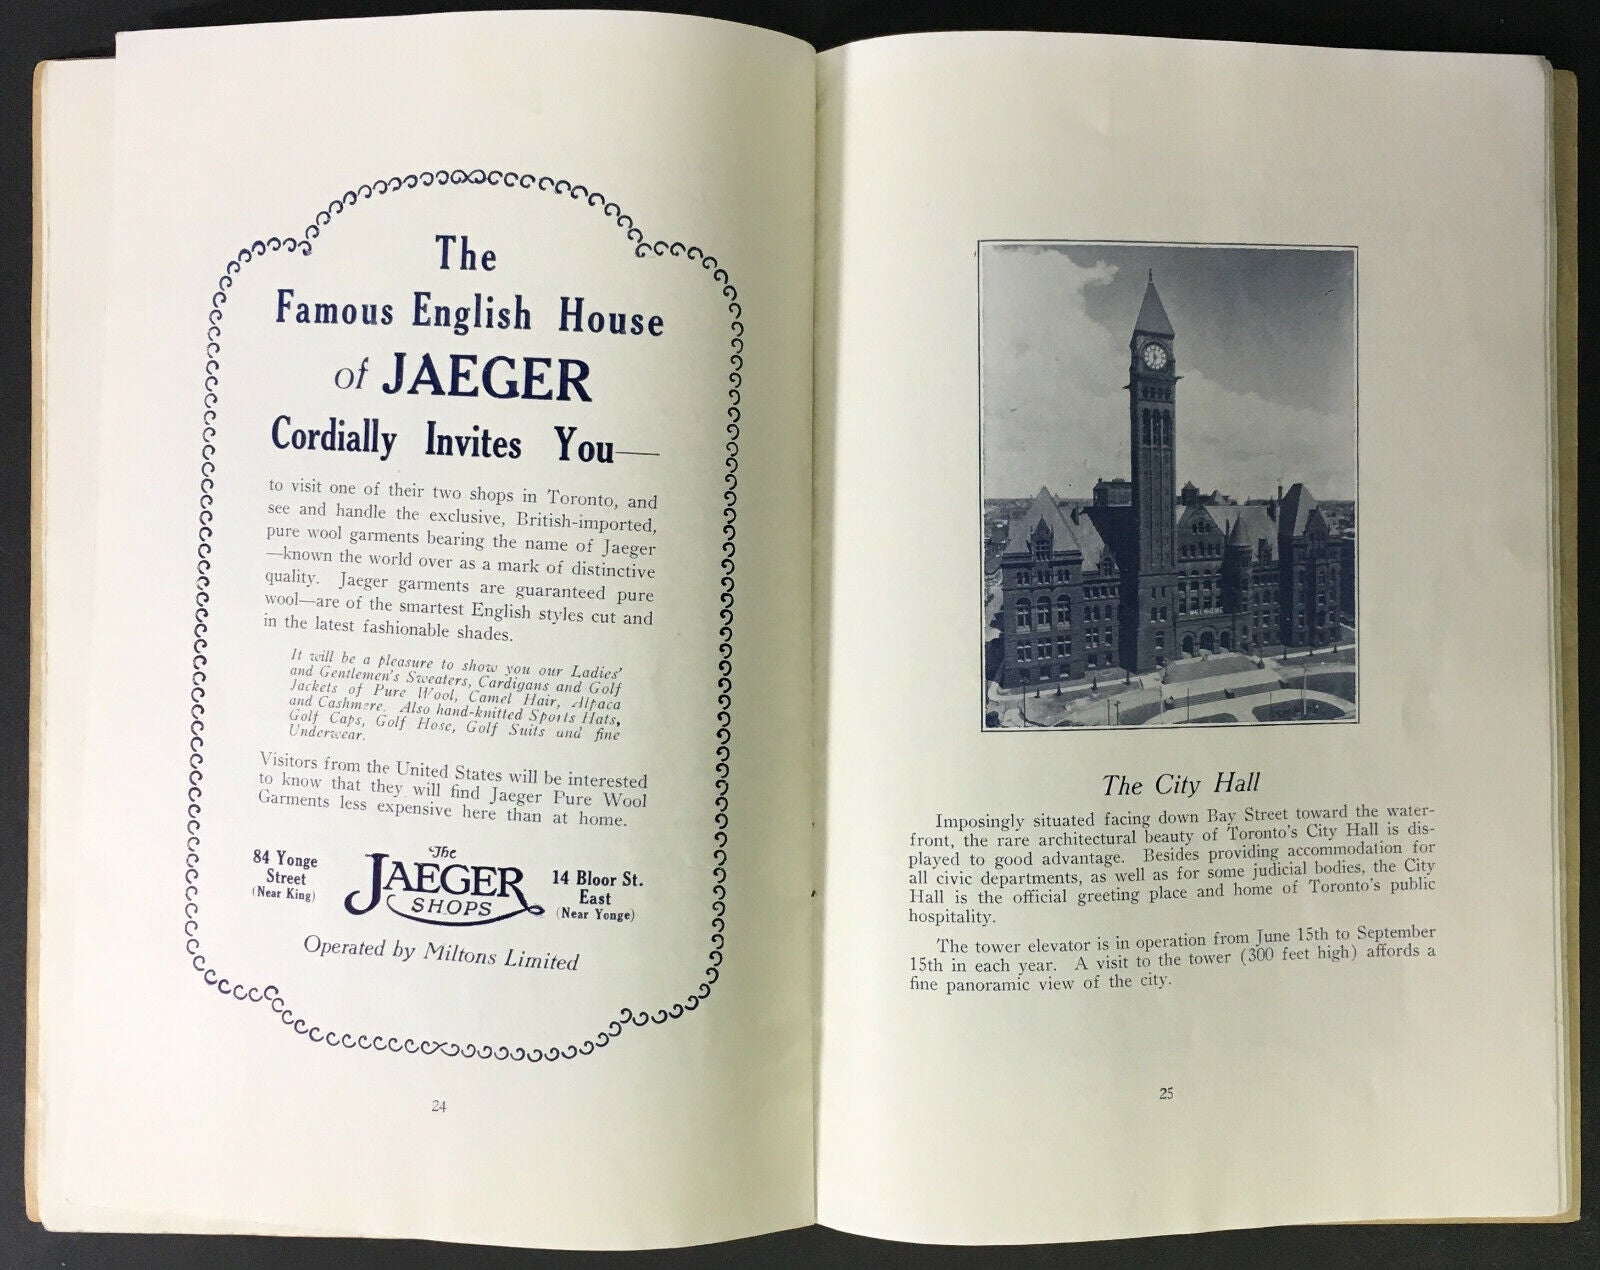 The
Famous English House
of JAEGER
Cordially Invites You—
to visit one of their two shops in Toronto, and
see and handle the exclusive, British-imported,
pure wool garments bearing the name of Jaeger
—known the world over as a mark of distinctive
quality. Jaeger garments are guaranteed pure
wool—are of the smartest English styles cut and
in the latest fashionable shades.
It will be a pleasure to show you our Ladies'
and Gentlemen's Sweaters, Cardigans and Golf
Jackets of Pure Wool, Camel Hair, Alpaca
and Cashmere. Also hand-knitted Sports Hats,
Golf Caps, Golf Hose, Golf Suits and fine
Underwear.
Visitors from the United States will be interested
to know that they will find Jaeger Pure Wool
Garments less expensive here than at home.
84 Yonge
Street
(Near King)
The
JAEGER
SHOPS
14 Bloor St.
East
(Near Yonge)
Operated by Miltons Limited
24
WELCOME
The City Hall
Imposingly situated facing down Bay Street toward the water-
front, the rare architectural beauty of Toronto's City Hall is dis-
played to good advantage. Besides providing accommodation for
all civic departments, as well as for some judicial bodies, the City
Hall is the official greeting place and home of Toronto's public
hospitality.
The tower elevator is in operation from June 15th to September
15th in each year. A visit to the tower (300 feet high) affords a
fine panoramic view of the city.
25